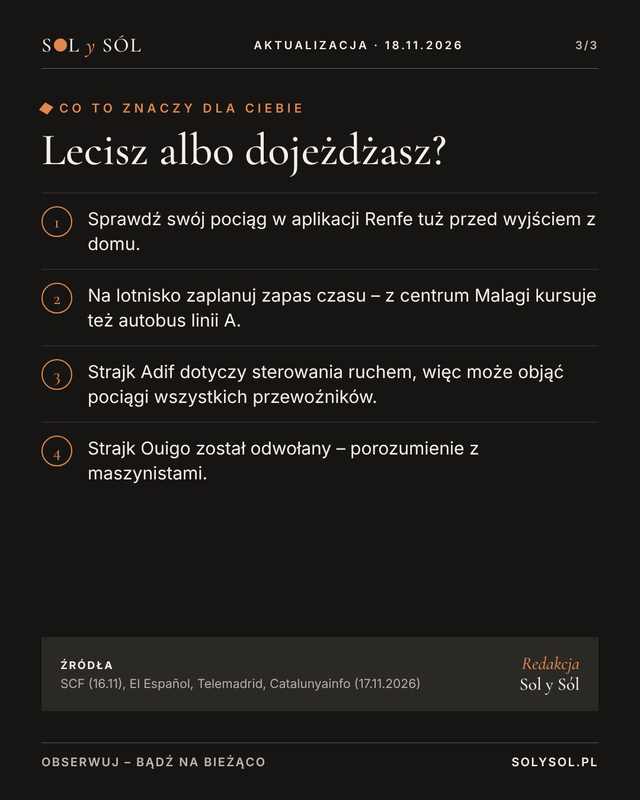 SOL y SÓL
AKTUALIZACJA · 18.11.2026
3/3
CO TO ZNACZY DLA CIEBIE
Lecisz albo dojeżdżasz?
1 Sprawdź swój pociąg w aplikacji Renfe tuż przed wyjściem z
domu.
2 Na lotnisko zaplanuj zapas czasu – z centrum Malagi kursuje
też autobus linii A.
3 Strajk Adif dotyczy sterowania ruchem, więc może objąć
pociągi wszystkich przewoźników.
4 Strajk Ouigo został odwołany – porozumienie z
maszynistami.
ŹRÓDŁA
SCF (16.11), El Español, Telemadrid, Catalunyainfo (17.11.2026)
Redakcja
Sol y Sól
OBSERWUJ – BĄDŹ NA BIEŻĄCO
SOLYSOL.PL